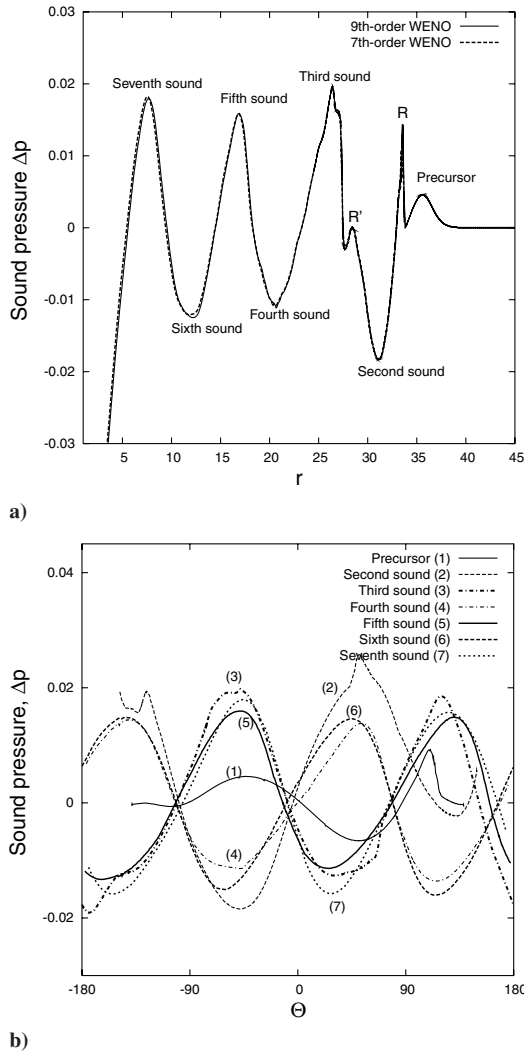 9th-order WENO
7th-order WENO
0.03
0.02
0.01
0
-0.01
-0.02
-0.03
Sound pressure Δp
Seventh sound
Fifth sound
Third sound
R
Precursor
R'
Sixth sound
Fourth sound
Second sound
5 10 15 20 25 30 35 40 45
r
a)
0.04
0.02
0
-0.02
Sound pressure, Δp
Precursor (1)
Second sound (2)
Third sound (3)
Fourth sound (4)
Fifth sound (5)
Sixth sound (6)
Seventh sound (7)
(3)
(2)
(5)
(6)
(1)
(4)
(7)
-180 -90 0 90 180
Θ
b)